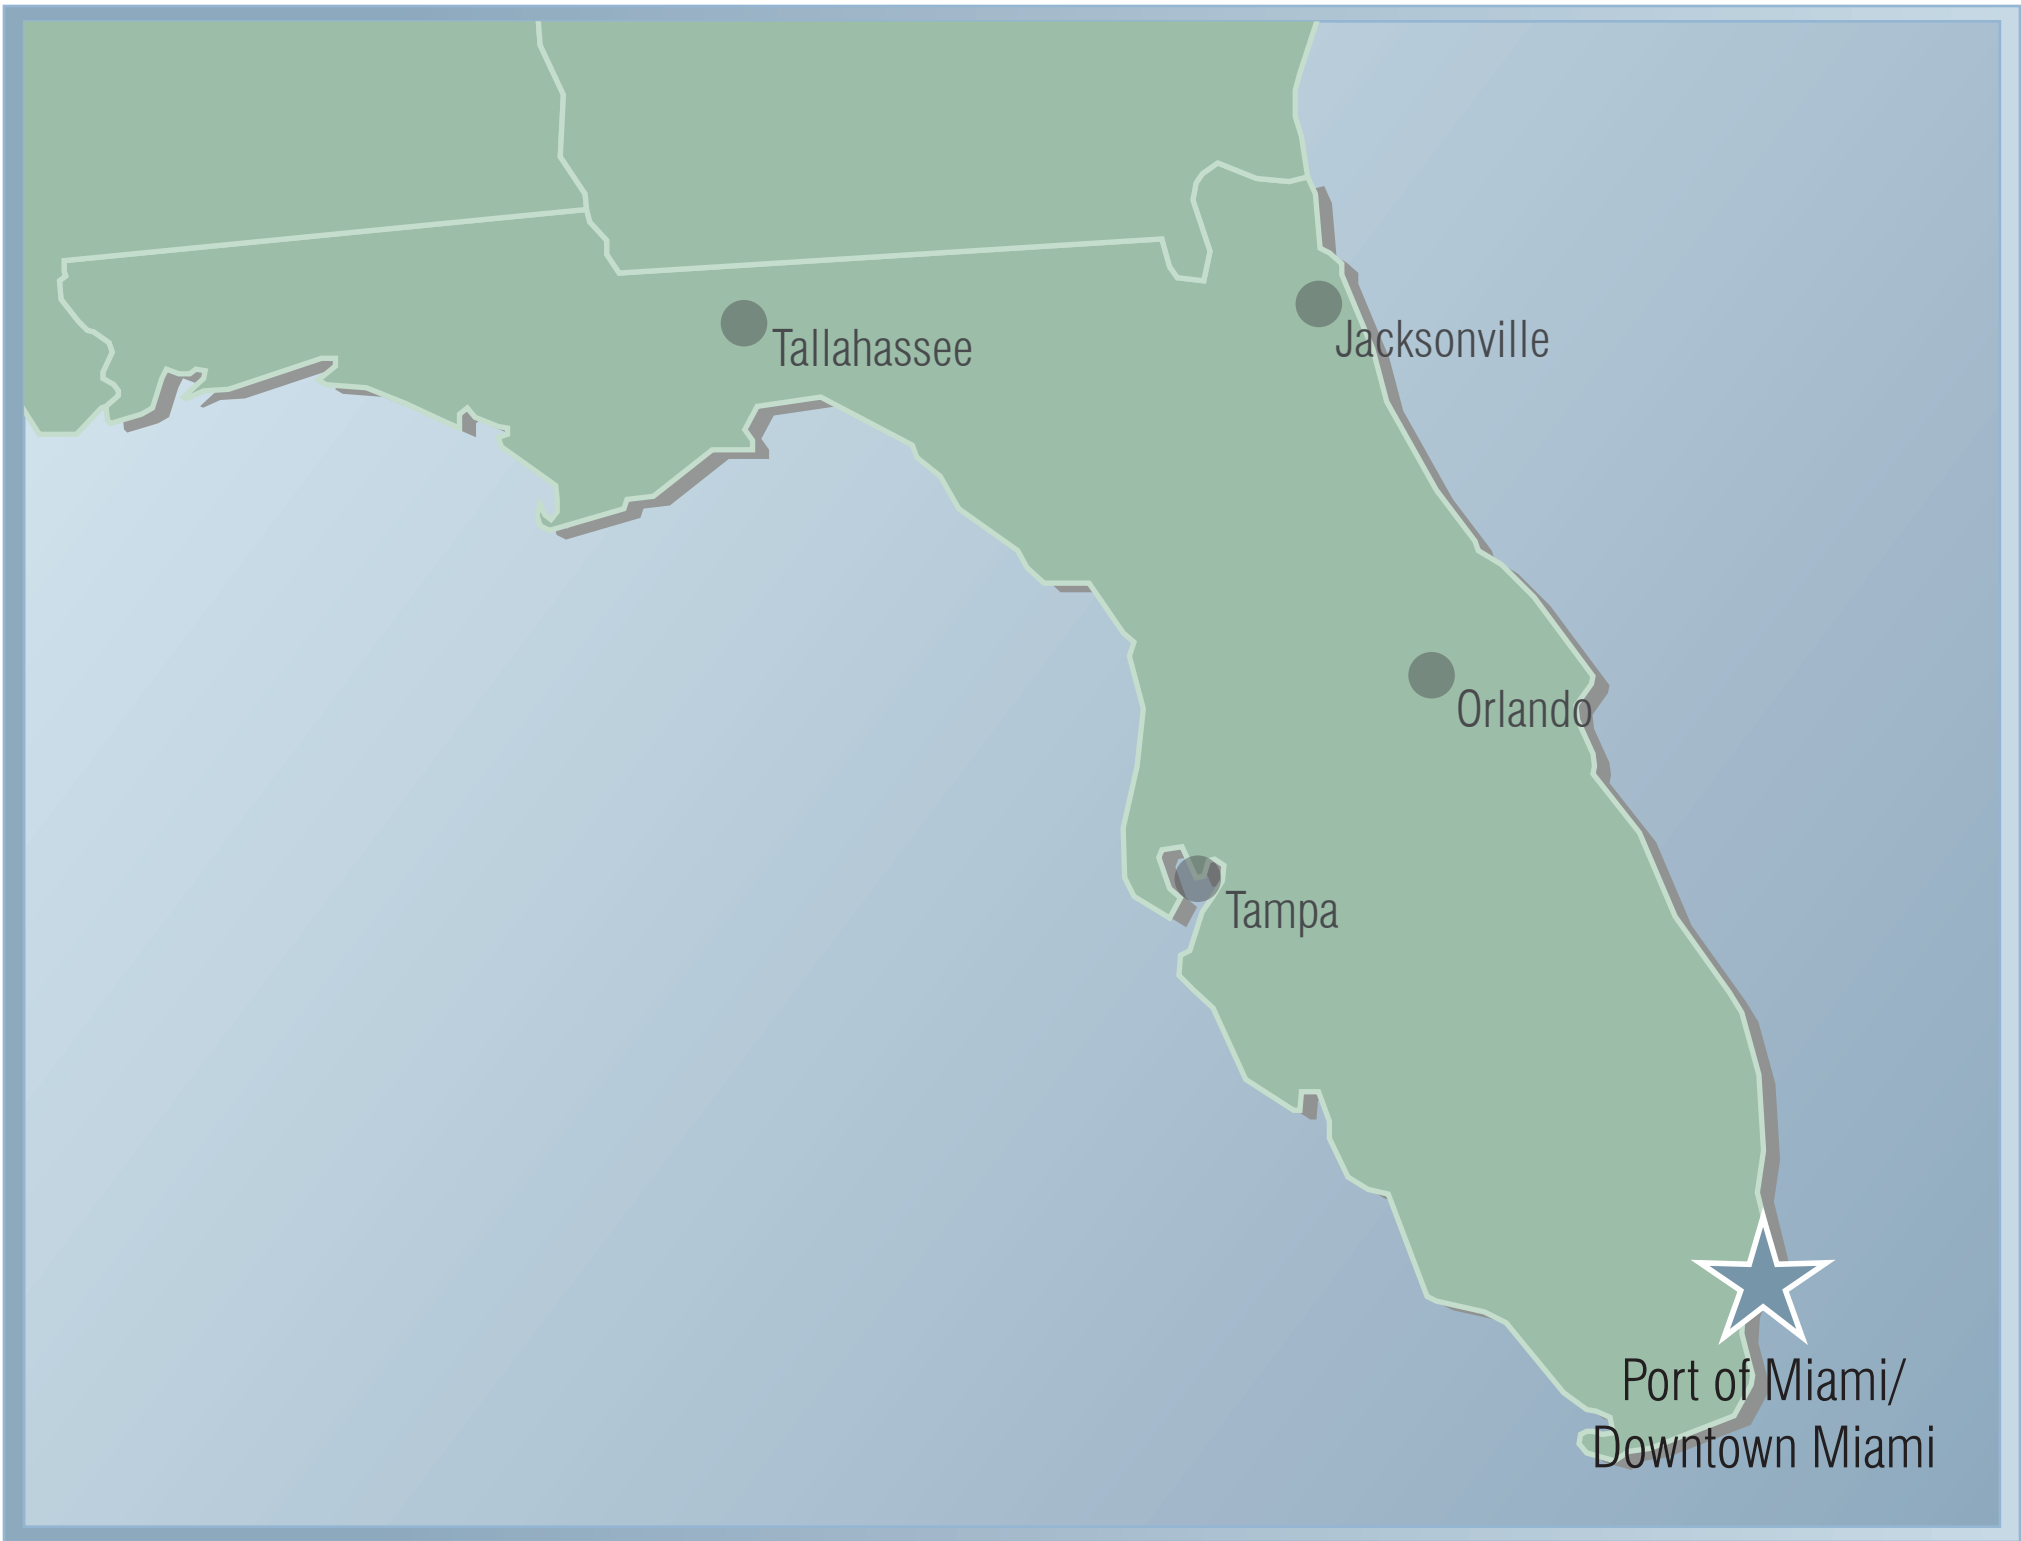 Jacksonville
Tallahassee
Orlando
Tampa
Port of Miami/
Downtown Miami